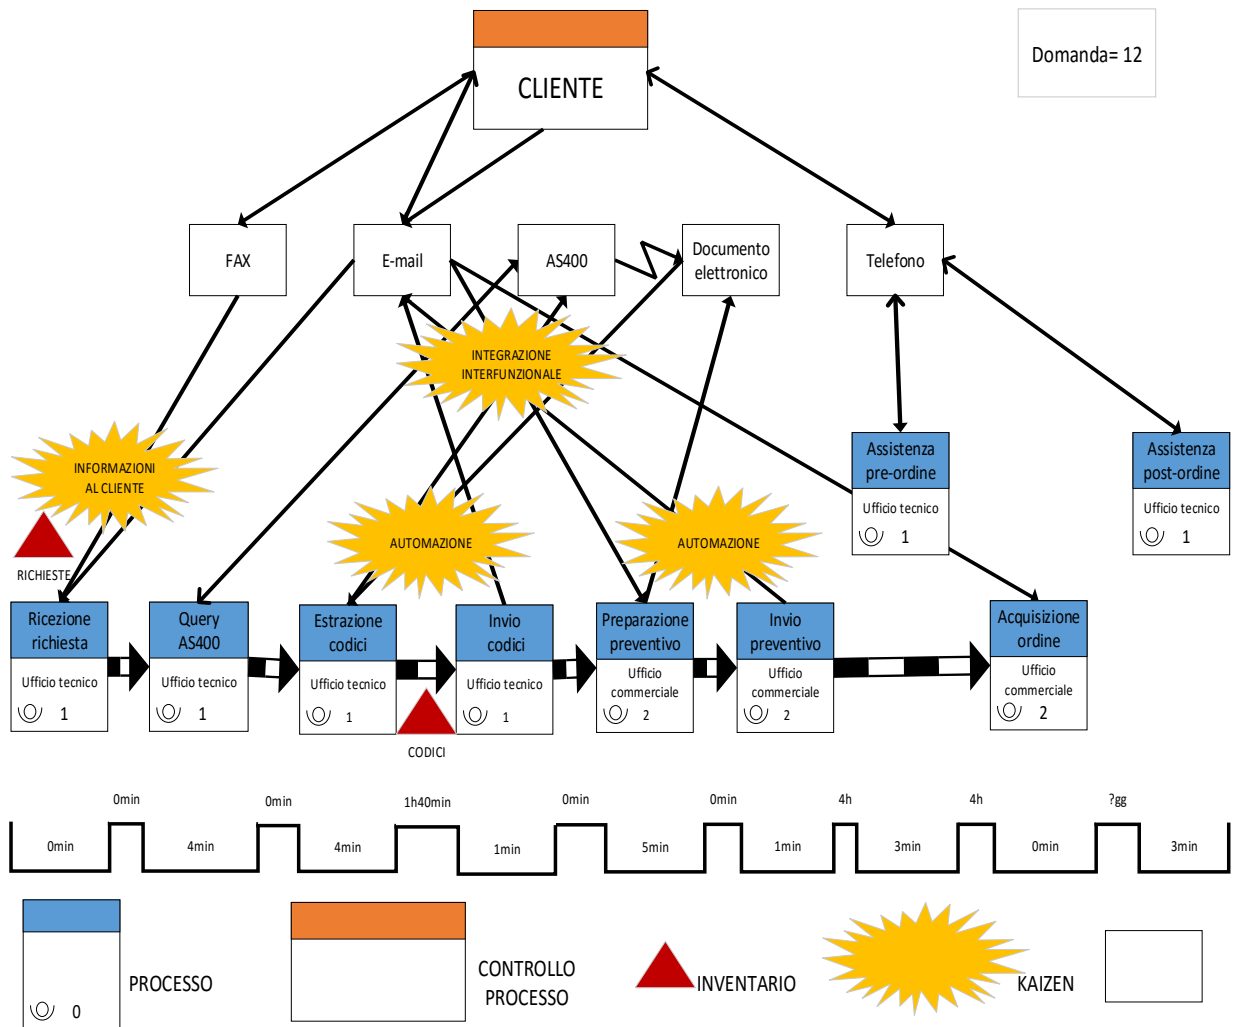 CLIENTE
Domanda= 12
FAX
E-mail
AS400
Documento
elettronico
Telefono
INTEGRAZIONE
INTERFUNZIONALE
INFORMAZIONI
AL CLIENTE
RICHIESTE
AUTOMAZIONE
AUTOMAZIONE
Assistenza
pre-ordine
Ufficio tecnico
1
Assistenza
post-ordine
Ufficio tecnico
1
Ricezione
richiesta
Ufficio tecnico
1
Query
AS400
Ufficio tecnico
1
Estrazione
codici
Ufficio tecnico
1
CODICI
Invio
codici
Ufficio tecnico
1
Preparazione
preventivo
Ufficio
commerciale
2
Invio
preventivo
Ufficio
commerciale
2
Acquisizione
ordine
Ufficio
commerciale
2
0min
0min
1h40min
0min
0min
4h
4h
?gg
0min
4min
4min
1min
5min
1min
3min
0min
3min
0
PROCESSO
CONTROLLO
PROCESSO
INVENTARIO
KAIZEN